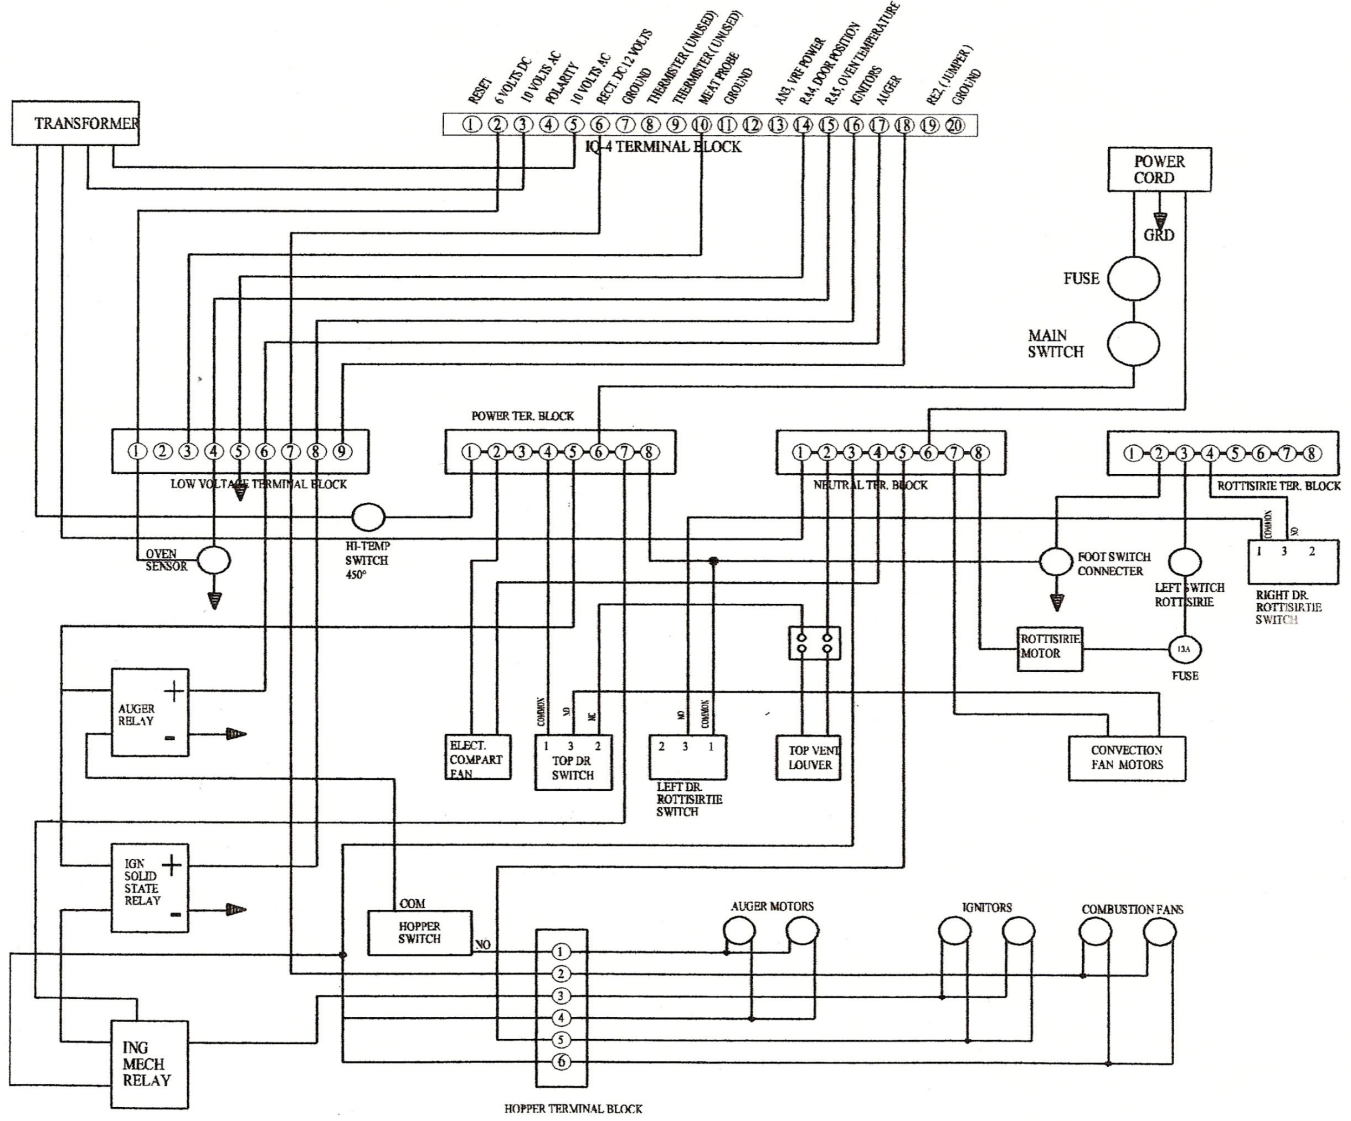 RESET
6 VOLTS DC
10 VOLTS AC
POLARITY
10 VOLTS AC
RECT. DC 12 VOLTS
GROUND
THERMISTER ( UNUSED)
THERMISTER ( UNUSED)
MEAT PROBE
GROUND
AN3, VRF POWER
RA4, DOOR POSITION
RA5, OVEN TEMPERATURE
IGNITORS
AUGER
RE2, ( JUMPER )
GROUND
TRANSFORMER
1 2 3 4 5 6 7 8 9 10 11 12 13 14 15 16 17 18 19 20
IQ-4 TERMINAL BLOCK
POWER
CORD
GRD
FUSE
MAIN
SWITCH
POWER TER. BLOCK
1 2 3 4 5 6 7 8 9
LOW VOLTAGE TERMINAL BLOCK
1 2 3 4 5 6 7 8
1 2 3 4 5 6 7 8
NEUTRAL TER. BLOCK
1 2 3 4 5 6 7 8
ROTTISIRIE TER. BLOCK
HI-TEMP
SWITCH
450°
OVEN
SENSOR
FOOT SWITCH
CONNECTER
LEFT SWITCH
ROTTISIRIE
COMMON
NO
1 3 2
RIGHT DR.
ROTTISIRTIE
SWITCH
ROTTISIRIE
MOTOR
13A
FUSE
AUGER
RELAY
+
-
ELECT.
COMPART
FAN
COMMON
NO
NC
1 3 2
TOP DR
SWITCH
NO
COMMON
2 3 1
LEFT DR.
ROTTISIRTIE
SWITCH
TOP VENT
LOUVER
CONVECTION
FAN MOTORS
IGN
SOLID
STATE
RELAY
+
-
COM
HOPPER
SWITCH
NO
AUGER MOTORS
IGNITORS
COMBUSTION FANS
1
2
3
4
5
6
ING
MECH
RELAY
HOPPER TERMINAL BLOCK